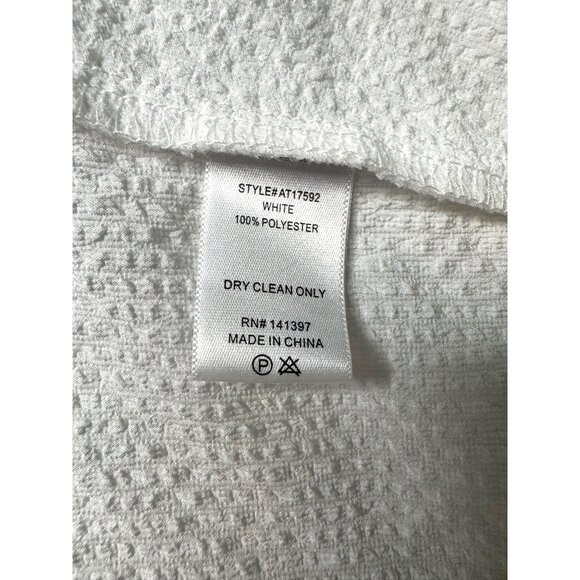 STYLE#AT17592
WHITE
100% POLYESTER
DRY CLEAN ONLY
RN# 141397
MADE IN CHINA
P